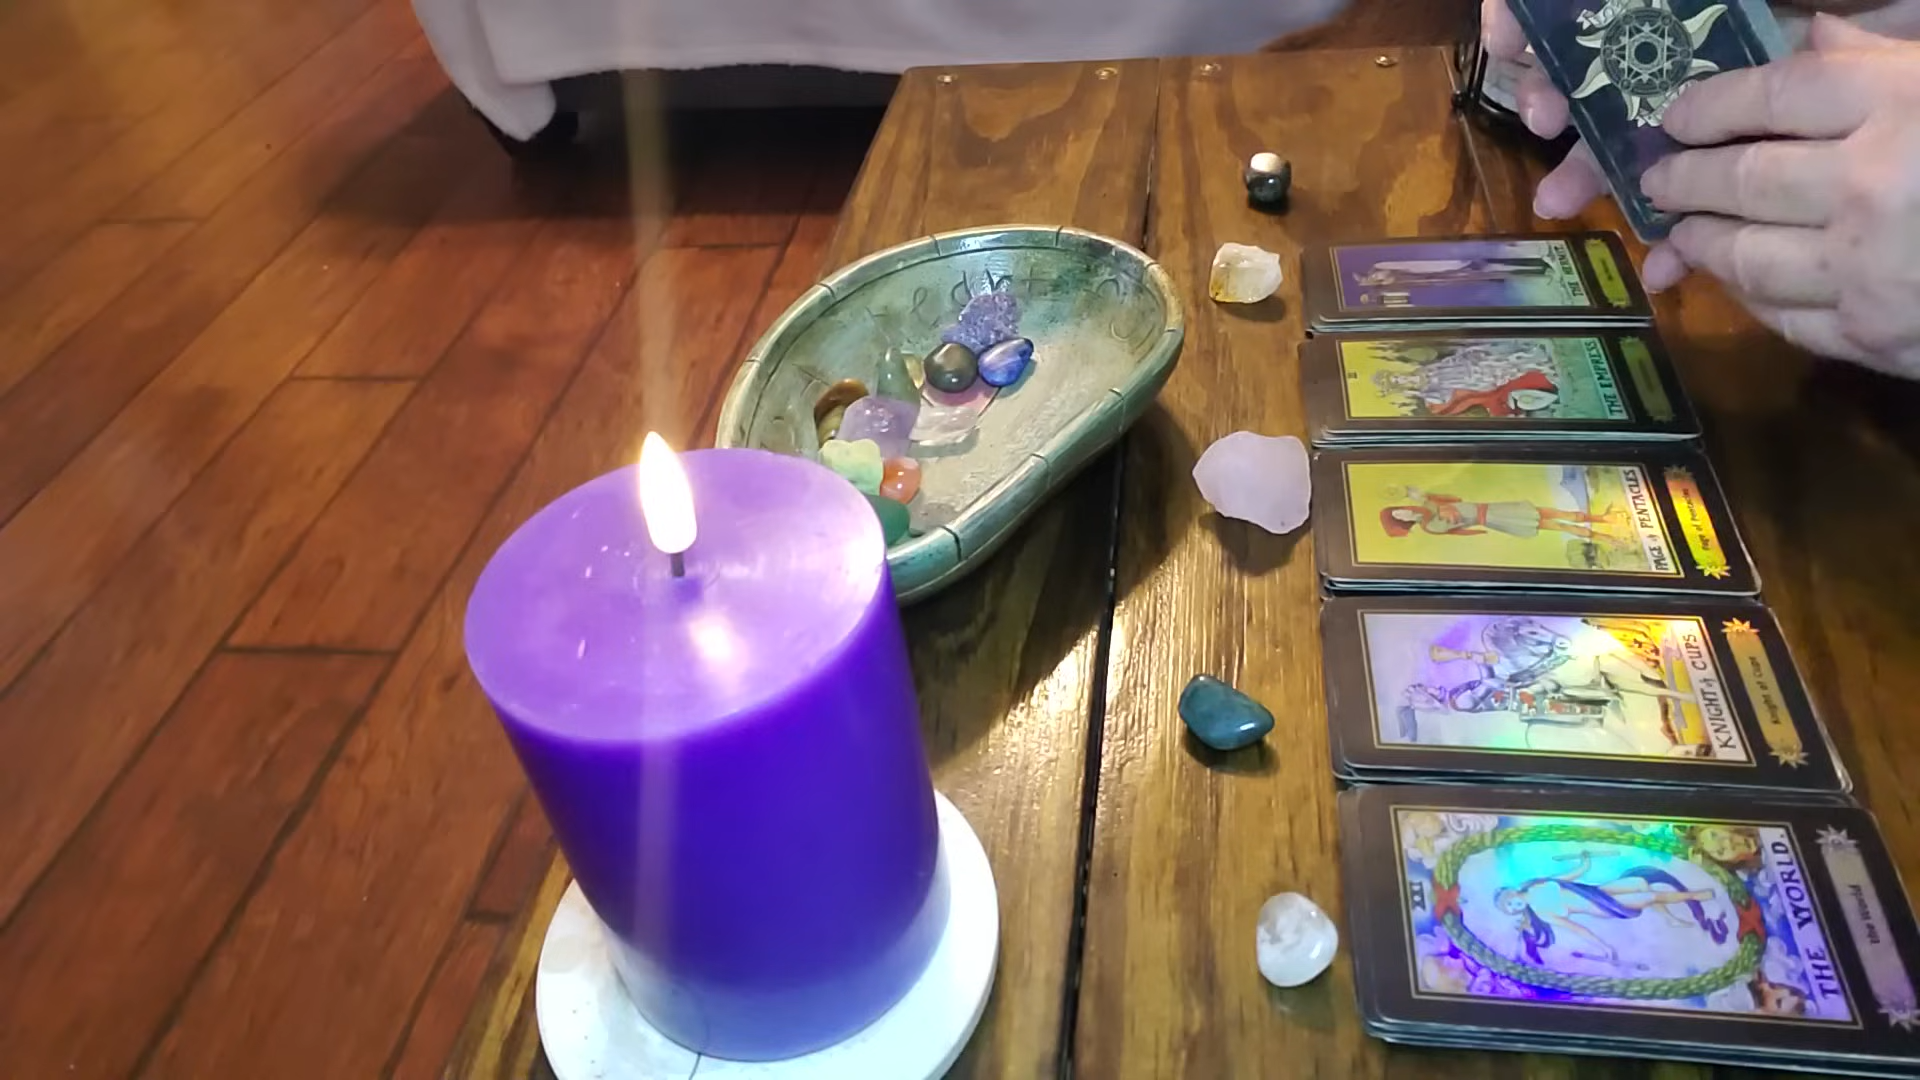 THE HERMIT
III
THE EMPRESS
PAGE of PENTACLES
Page of Pentacles
KNIGHT of CUPS
Knight of Cups
XXI
THE WORLD.
the World